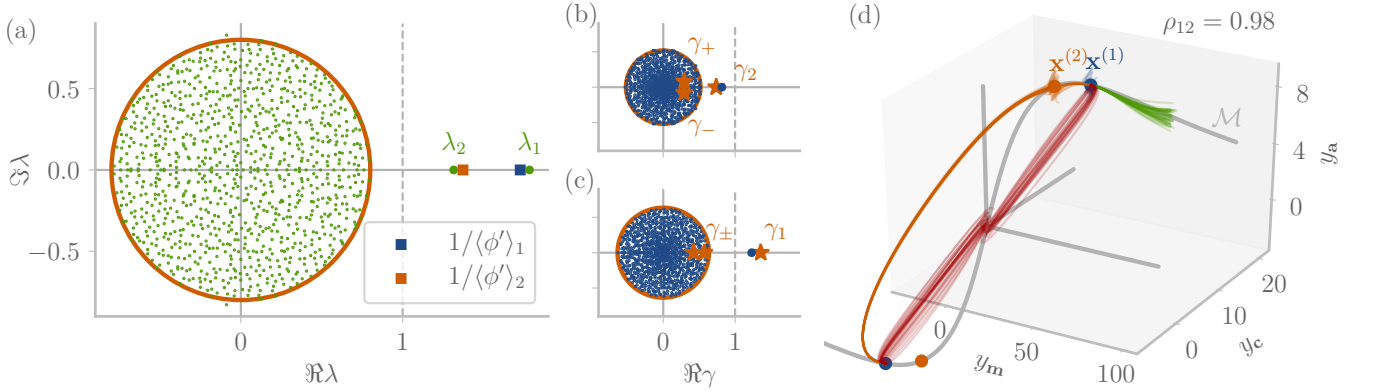 (a)
0.5
0.0
−0.5
ℑλ
λ₂
λ₁
1/⟨ϕ′⟩₁
1/⟨ϕ′⟩₂
0
1
ℜλ
(b)
γ₊
γ₂
γ₋
(c)
γ±
γ₁
0
1
ℜγ
(d)
ρ₁₂ = 0.98
x⁽²⁾
x⁽¹⁾
ℳ
8
4
0
yₐ
20
10
0
y_c
0
50
100
yₘ